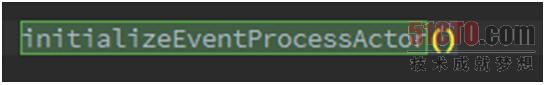 initializeEventProcessActor()
51CTO.com
技术成就梦想